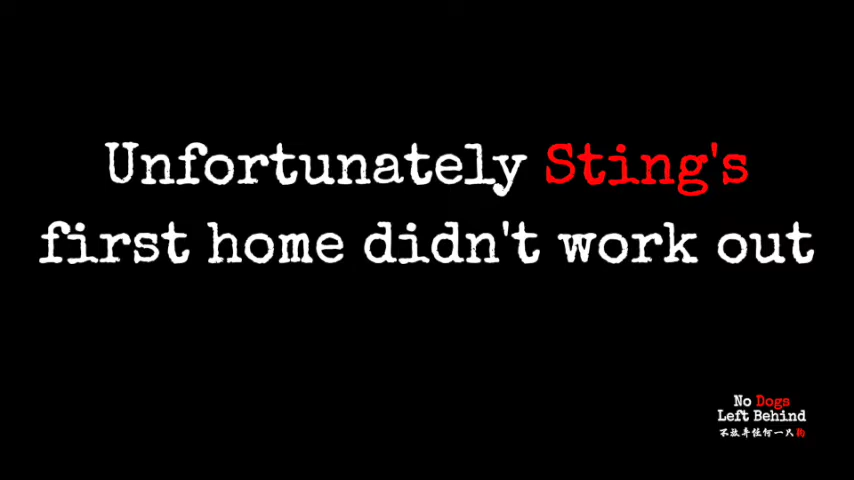 Unfortunately Sting's
first home didn't work out
No Dogs
Left Behind
不放弃任何一只狗